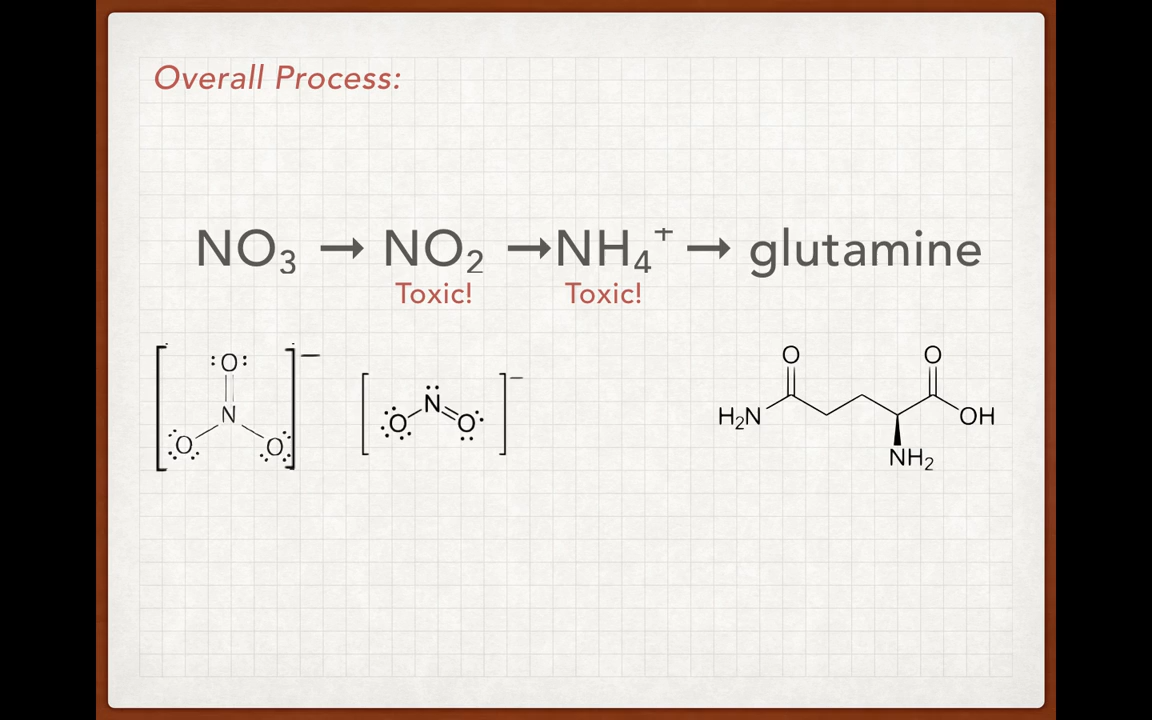 Overall Process:
NO₃ → NO₂ → NH₄⁺ → glutamine
Toxic! Toxic!
:O: O O
N
N
O O
O O
H₂N OH
NH₂